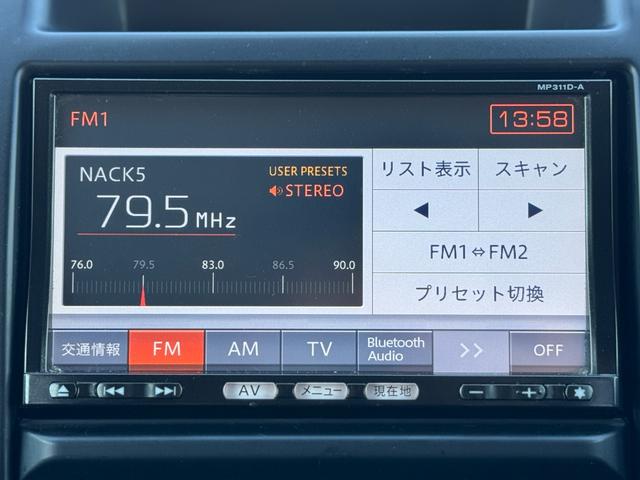 MP311D-A
FM1
13:58
NACK5
USER PRESETS
STEREO
79.5 MHz
76.0 79.5 83.0 86.5 90.0
リスト表示
スキャン
FM1⇔FM2
プリセット切換
交通情報
FM
AM
TV
Bluetooth
Audio
>>
OFF
AV
メニュー
現在地
− +